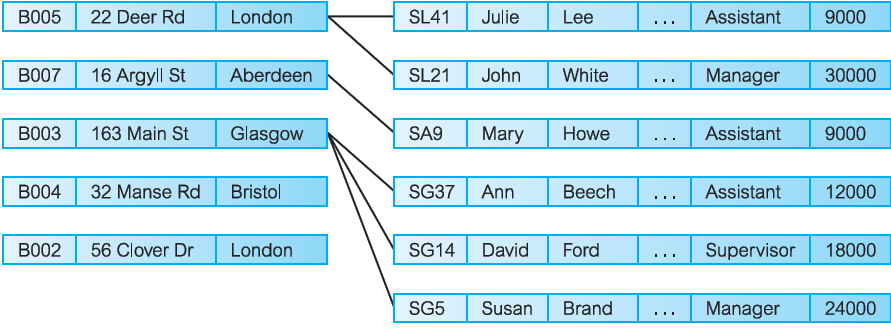 B005 22 Deer Rd London SL41 Julie Lee ... Assistant 9000
B007 16 Argyll St Aberdeen SL21 John White ... Manager 30000
B003 163 Main St Glasgow SA9 Mary Howe ... Assistant 9000
B004 32 Manse Rd Bristol SG37 Ann Beech ... Assistant 12000
B002 56 Clover Dr London SG14 David Ford ... Supervisor 18000
SG5 Susan Brand ... Manager 24000